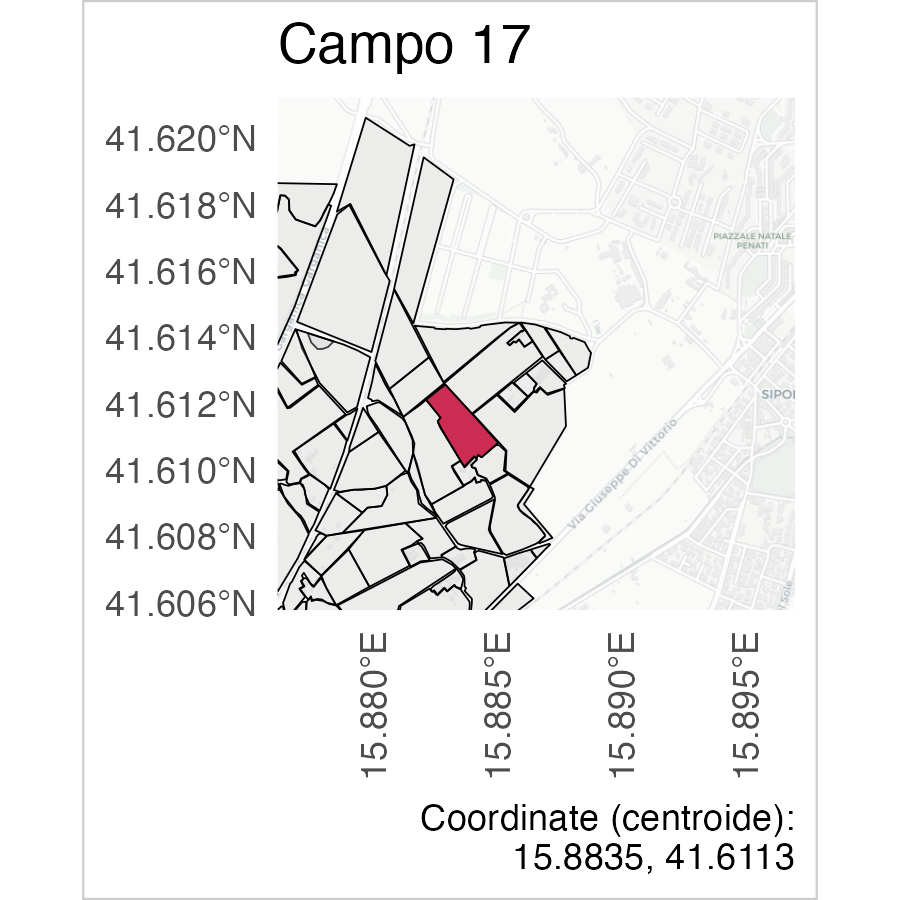 Campo 17
41.620°N
41.618°N
41.616°N
41.614°N
41.612°N
41.610°N
41.608°N
41.606°N
PIAZZALE NATALE
PENATI
SIPO
Via Giuseppe Di Vittorio
l Sole
15.880°E
15.885°E
15.890°E
15.895°E
Coordinate (centroide):
15.8835, 41.6113